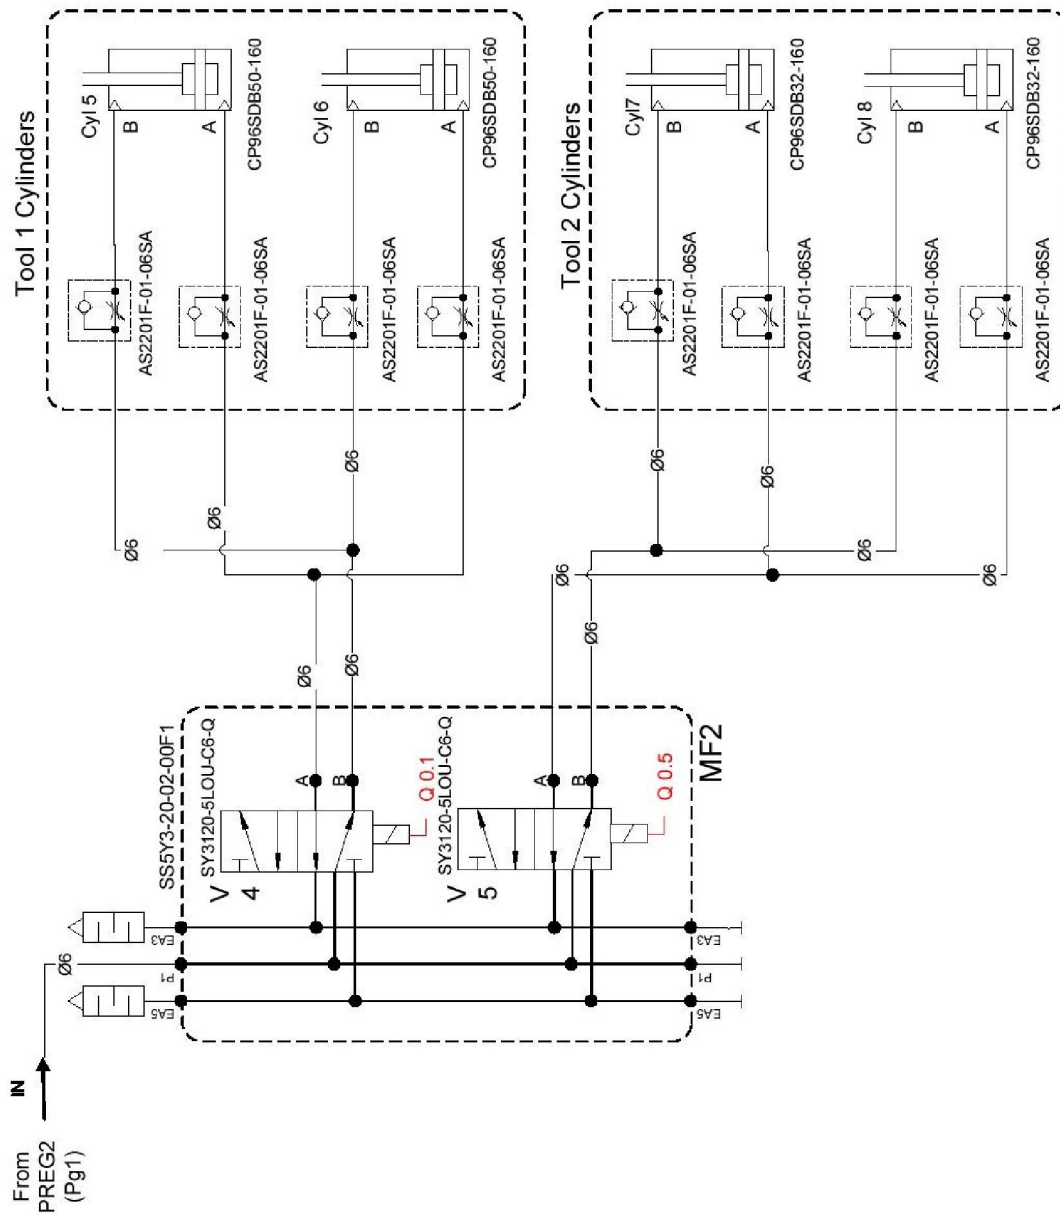 Tool 1 Cylinders
Cyl 5
B
A
CP96SDB50-160
AS2201F-01-06SA
AS2201F-01-06SA
Cyl 6
B
A
CP96SDB50-160
AS2201F-01-06SA
AS2201F-01-06SA
Ø6
Ø6
Ø6
Tool 2 Cylinders
Cyl7
B
A
CP96SDB32-160
AS2201F-01-06SA
AS2201F-01-06SA
Cyl 8
B
A
CP96SDB32-160
AS2201F-01-06SA
AS2201F-01-06SA
Ø6
Ø6
Ø6
Ø6
Ø6
Ø6
Ø6
Ø6
SS5Y3-20-02-00F1
SY3120-5LOU-C6-Q
V
4
A
B
Q 0.1
SY3120-5LOU-C6-Q
V
5
A
B
Q 0.5
MF2
EA3
P1
EA5
EA3
P1
EA5
Ø6
IN
From
PREG2
(Pg1)